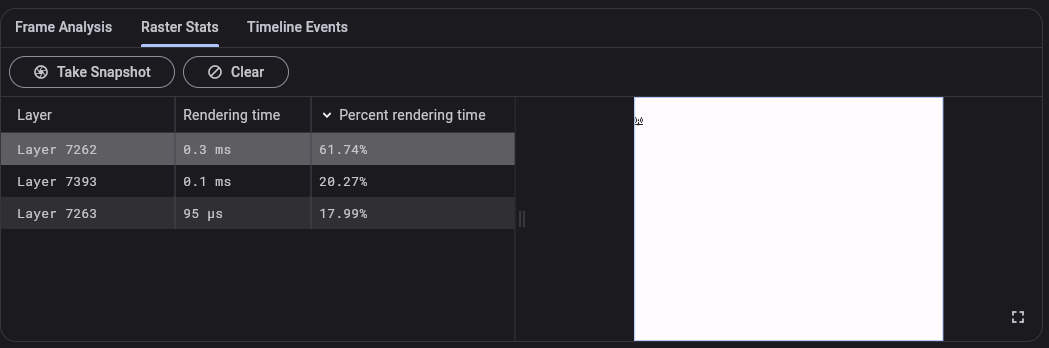 Frame Analysis Raster Stats Timeline Events
Take Snapshot Clear
Layer Rendering time Percent rendering time
Layer 7262 0.3 ms 61.74%
Layer 7393 0.1 ms 20.27%
Layer 7263 95 µs 17.99%